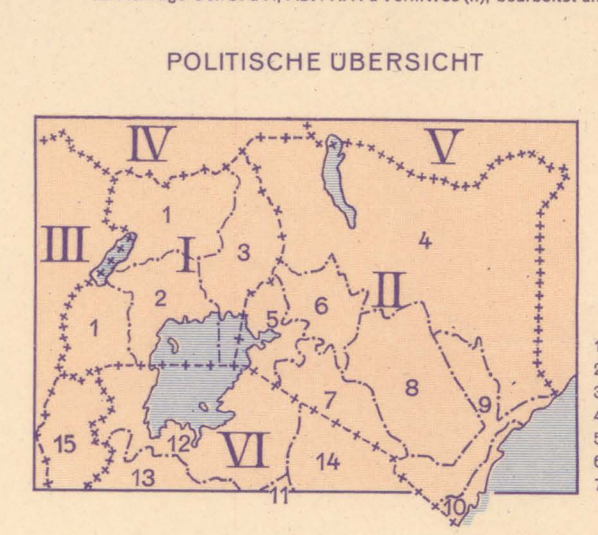 POLITISCHE ÜBERSICHT
IV V
1
III I 3 4
2 II
1 5 6
7 8 9
15 12 VI 14
13
11 10